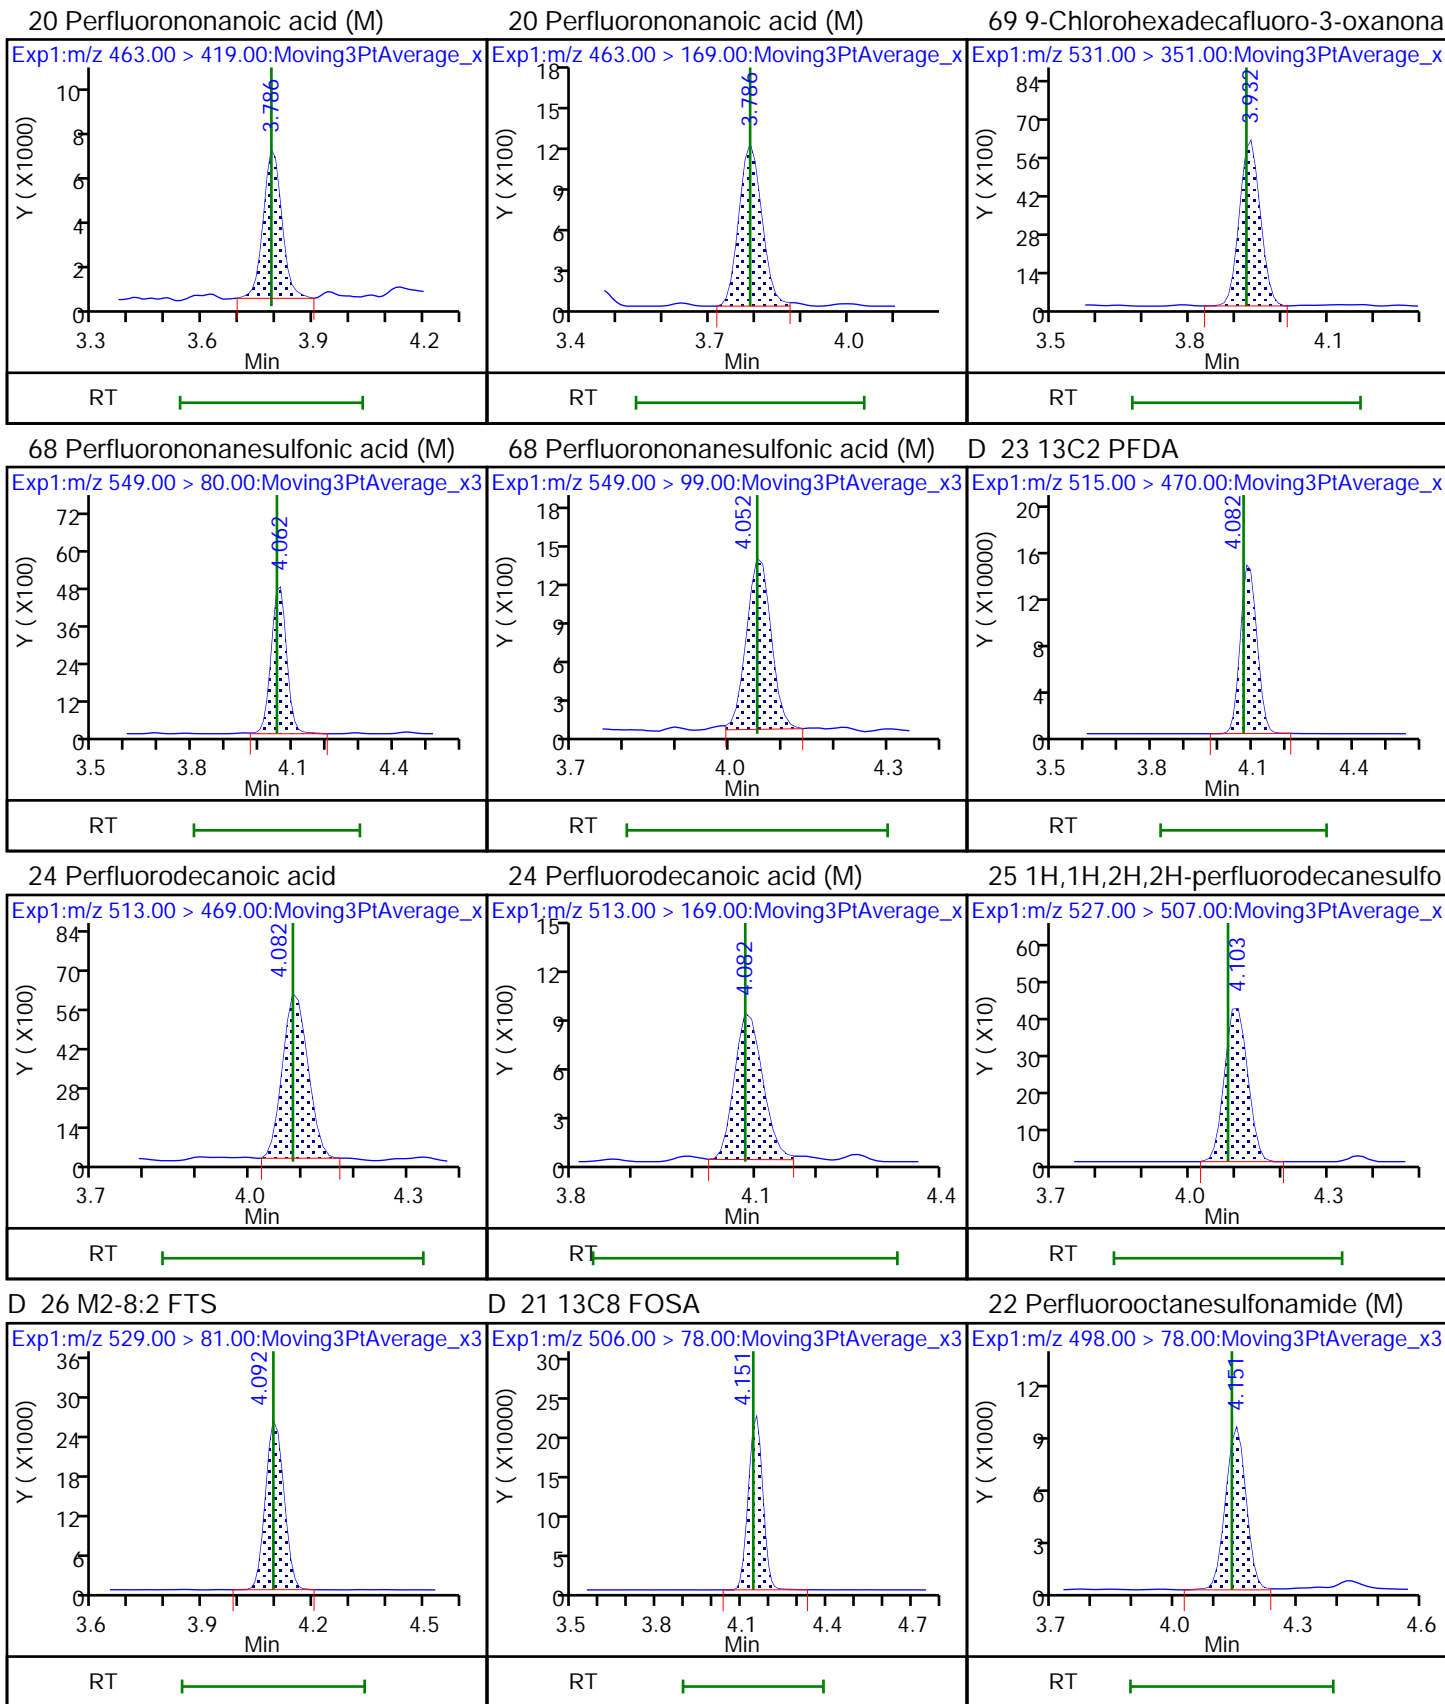 20 Perfluorononanoic acid (M)
Exp1:m/z 463.00 > 419.00:Moving3PtAverage_x
3.786
Y ( X1000)
10
8
6
4
2
0
3.3 3.6 3.9 4.2
Min
RT
20 Perfluorononanoic acid (M)
Exp1:m/z 463.00 > 169.00:Moving3PtAverage_x
3.786
Y ( X100)
18
15
12
9
6
3
0
3.4 3.7 4.0
Min
RT
69 9-Chlorohexadecafluoro-3-oxanona
Exp1:m/z 531.00 > 351.00:Moving3PtAverage_x
3.932
Y ( X100)
84
70
56
42
28
14
0
3.5 3.8 4.1
Min
RT
68 Perfluorononanesulfonic acid (M)
Exp1:m/z 549.00 > 80.00:Moving3PtAverage_x3
4.062
Y ( X100)
72
60
48
36
24
12
0
3.5 3.8 4.1 4.4
Min
RT
68 Perfluorononanesulfonic acid (M)
Exp1:m/z 549.00 > 99.00:Moving3PtAverage_x3
4.052
Y ( X100)
18
15
12
9
6
3
0
3.7 4.0 4.3
Min
RT
D 23 13C2 PFDA
Exp1:m/z 515.00 > 470.00:Moving3PtAverage_x
4.082
Y ( X10000)
20
16
12
8
4
0
3.5 3.8 4.1 4.4
Min
RT
24 Perfluorodecanoic acid
Exp1:m/z 513.00 > 469.00:Moving3PtAverage_x
4.082
Y ( X100)
84
70
56
42
28
14
0
3.7 4.0 4.3
Min
RT
24 Perfluorodecanoic acid (M)
Exp1:m/z 513.00 > 169.00:Moving3PtAverage_x
4.082
Y ( X100)
15
12
9
6
3
0
3.8 4.1 4.4
Min
RT
25 1H,1H,2H,2H-perfluorodecanesulfo
Exp1:m/z 527.00 > 507.00:Moving3PtAverage_x
4.103
Y ( X10)
60
50
40
30
20
10
0
3.7 4.0 4.3
Min
RT
D 26 M2-8:2 FTS
Exp1:m/z 529.00 > 81.00:Moving3PtAverage_x3
4.092
Y ( X1000)
36
30
24
18
12
6
0
3.6 3.9 4.2 4.5
Min
RT
D 21 13C8 FOSA
Exp1:m/z 506.00 > 78.00:Moving3PtAverage_x3
4.151
Y ( X10000)
30
25
20
15
10
5
0
3.5 3.8 4.1 4.4 4.7
Min
RT
22 Perfluorooctanesulfonamide (M)
Exp1:m/z 498.00 > 78.00:Moving3PtAverage_x3
4.151
Y ( X1000)
12
9
6
3
0
3.7 4.0 4.3 4.6
Min
RT